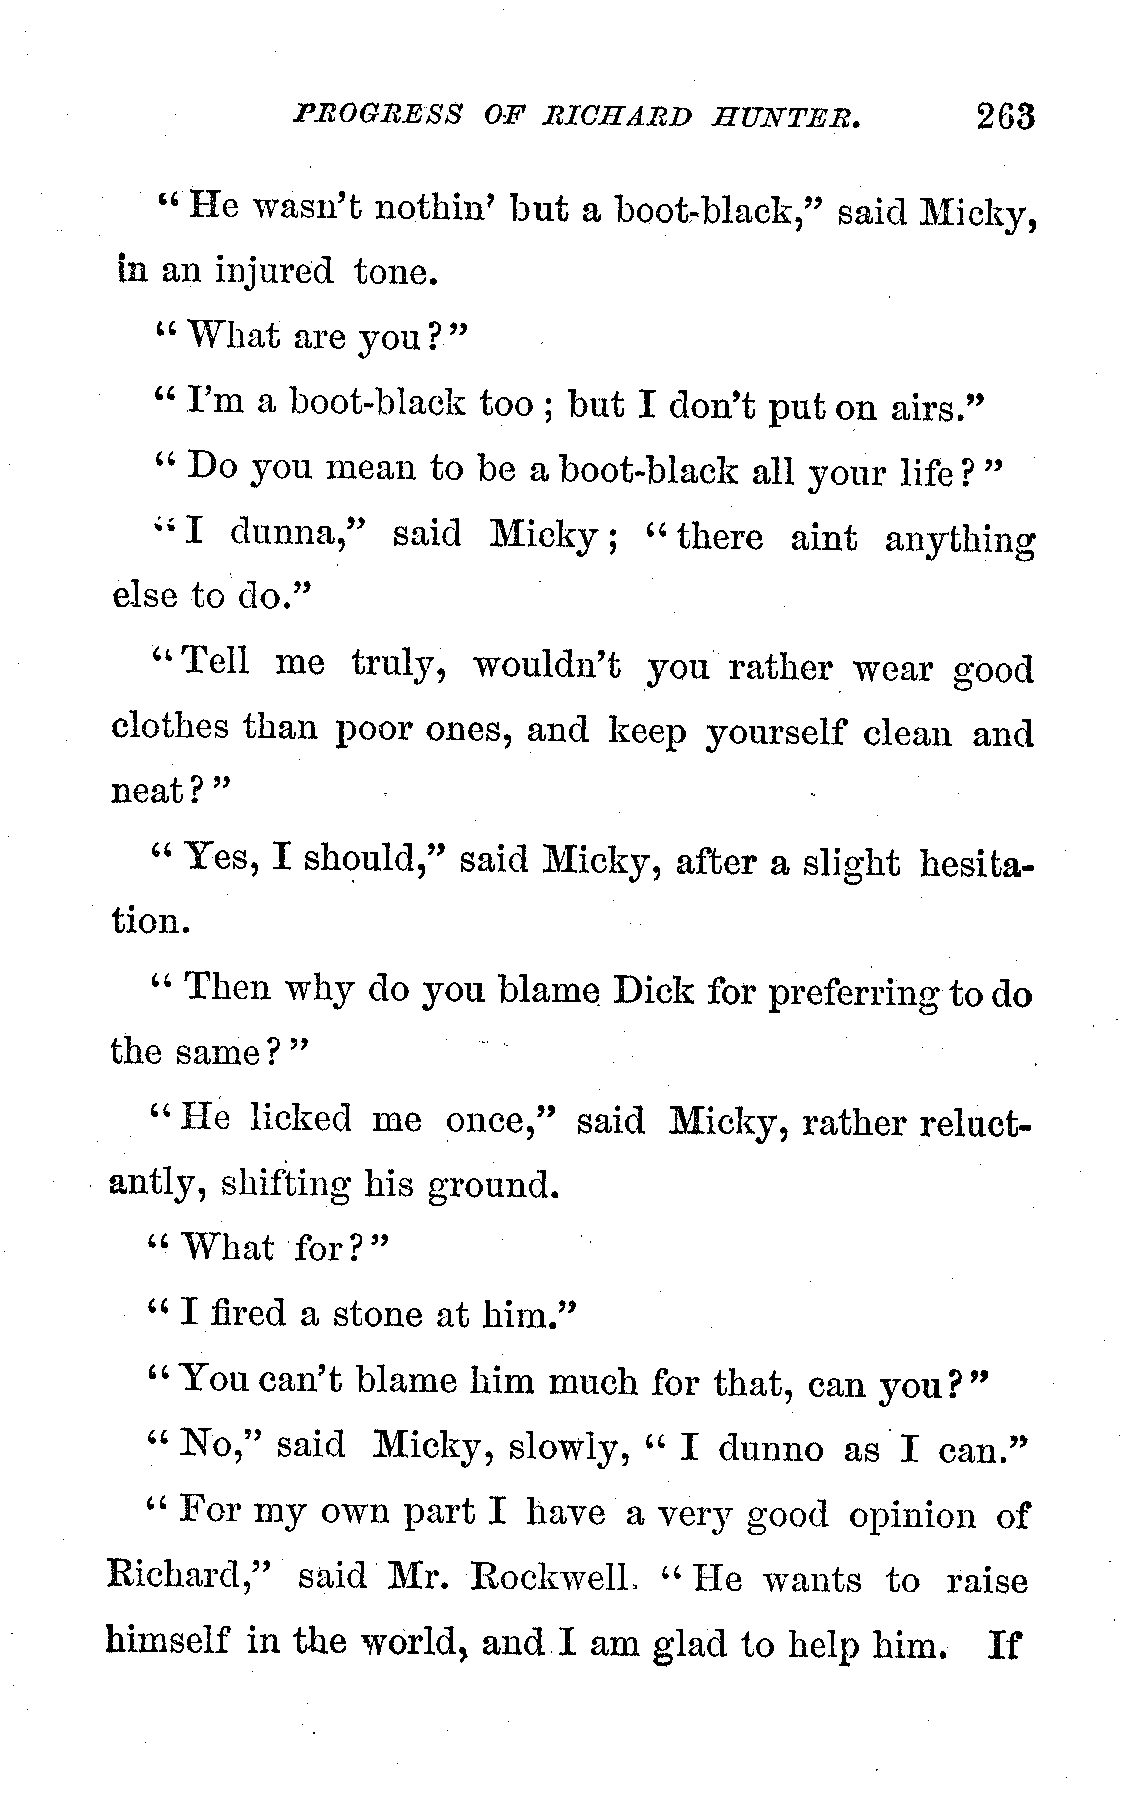 PROGRESS OF RICHARD HUNTER. 263
"He wasn't nothin' but a boot-black," said Micky,
in an injured tone.
"What are you?"
"I'm a boot-black too; but I don't put on airs."
"Do you mean to be a boot-black all your life?"
"I dunna," said Micky; "there aint anything
else to do."
"Tell me truly, wouldn't you rather wear good
clothes than poor ones, and keep yourself clean and
neat?"
"Yes, I should," said Micky, after a slight hesita-
tion.
"Then why do you blame Dick for preferring to do
the same?"
"He licked me once," said Micky, rather reluct-
antly, shifting his ground.
"What for?"
"I fired a stone at him."
"You can't blame him much for that, can you?"
"No," said Micky, slowly, "I dunno as I can."
"For my own part I have a very good opinion of
Richard," said Mr. Rockwell. "He wants to raise
himself in the world, and I am glad to help him. If